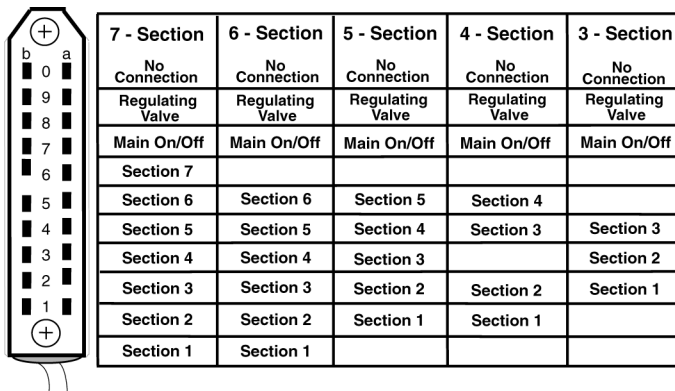 b a
0
9
8
7
6
5
4
3
2
1
7 - Section 6 - Section 5 - Section 4 - Section 3 - Section
No Connection No Connection No Connection No Connection No Connection
Regulating Valve Regulating Valve Regulating Valve Regulating Valve Regulating Valve
Main On/Off Main On/Off Main On/Off Main On/Off Main On/Off
Section 7
Section 6 Section 6 Section 5 Section 4
Section 5 Section 5 Section 4 Section 3 Section 3
Section 4 Section 4 Section 3 Section 2
Section 3 Section 3 Section 2 Section 2 Section 1
Section 2 Section 2 Section 1 Section 1
Section 1 Section 1